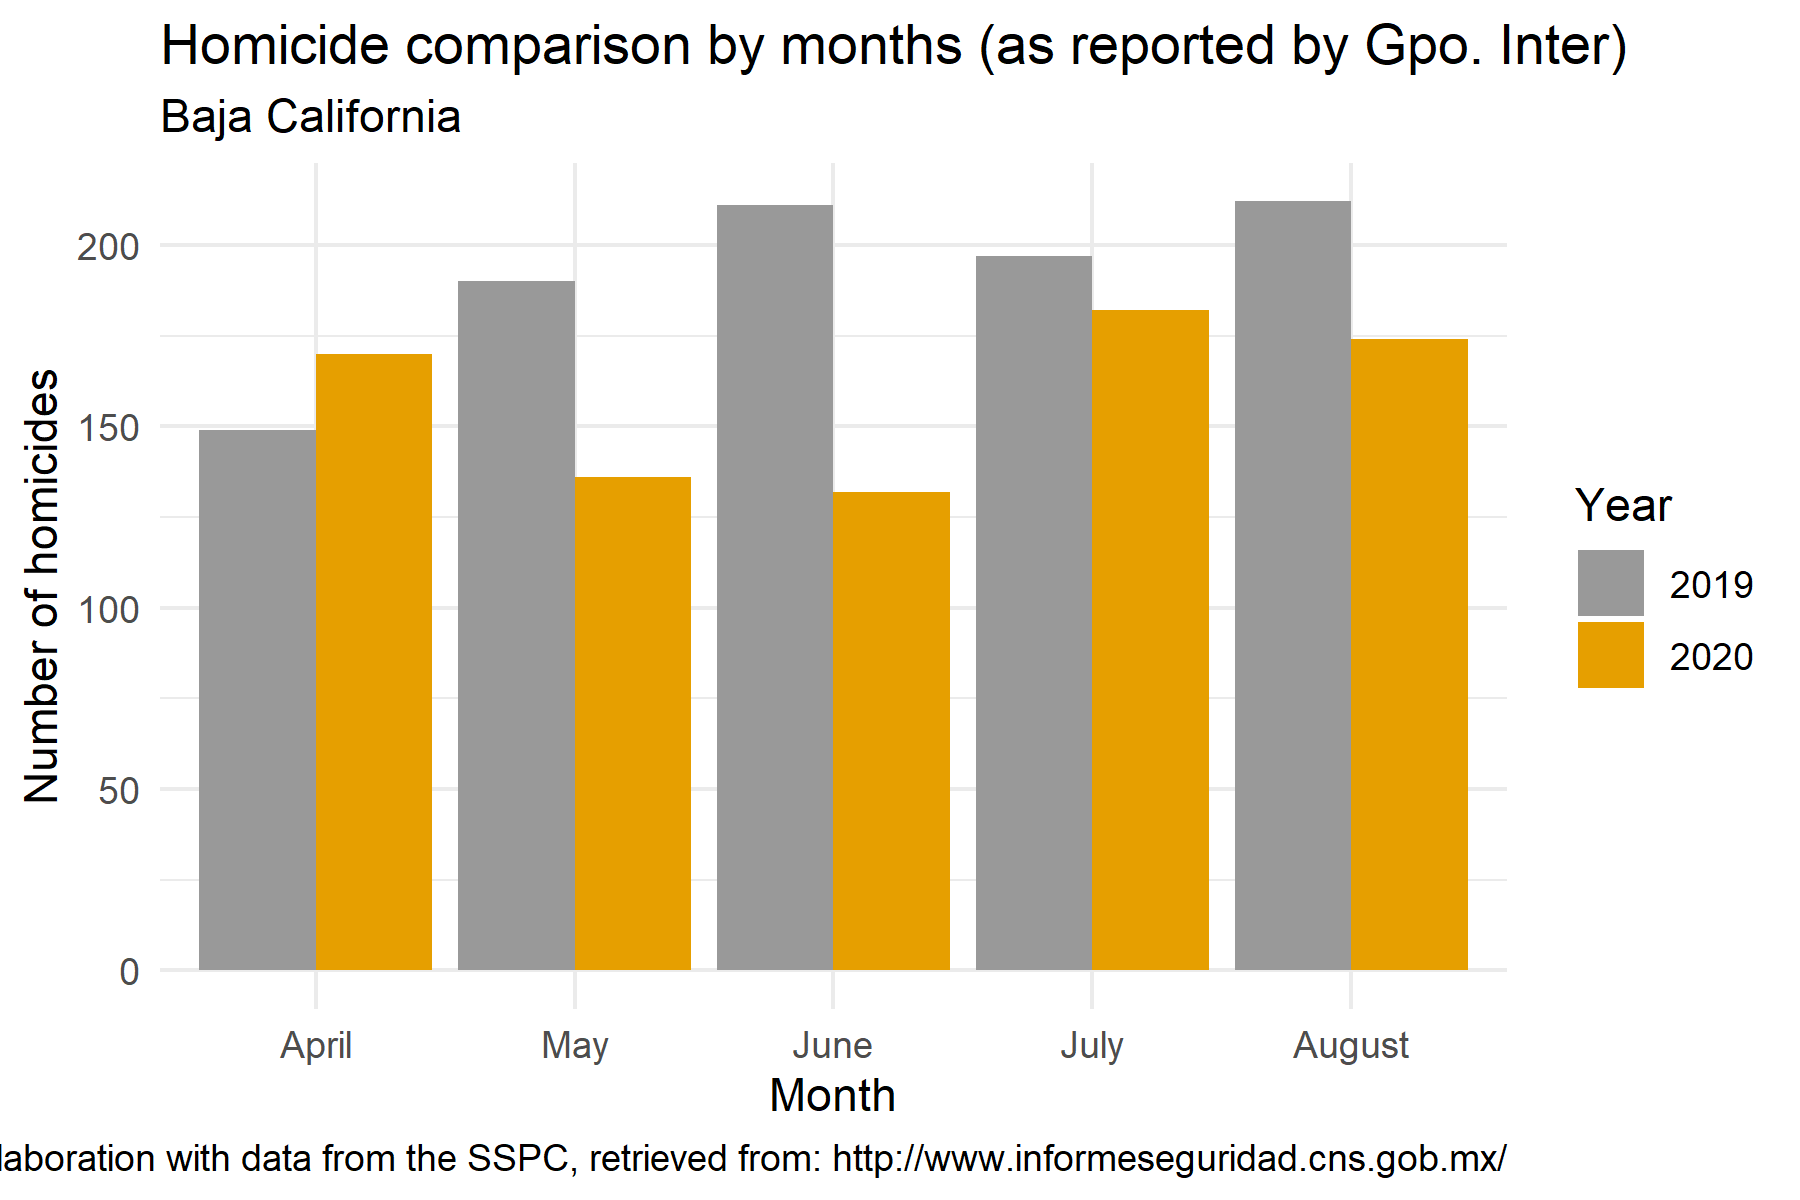 Homicide comparison by months (as reported by Gpo. Inter)
Baja California
Number of homicides
200
150
100
50
0
April May June July August
Month
Year
2019
2020
with data from the SSPC, retrieved from: http://www.informeseguridad.cns.gob.mx/